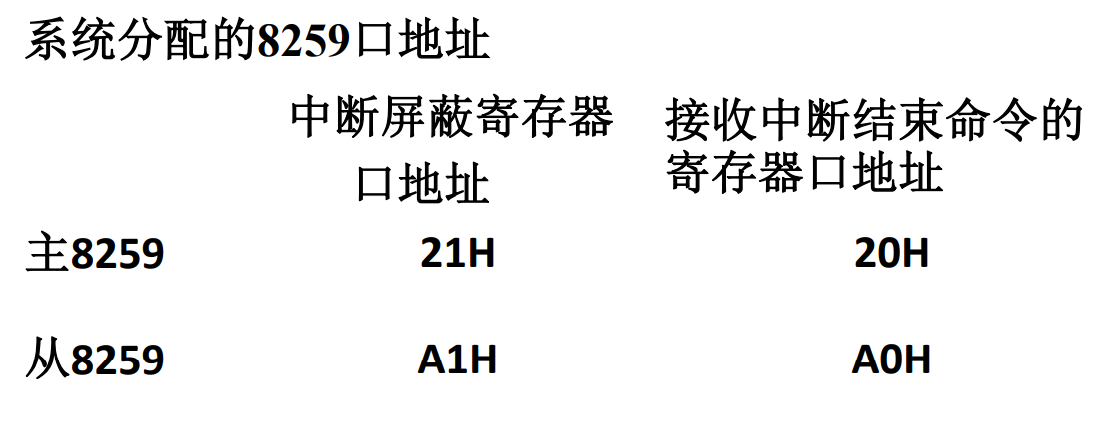 系统分配的8259口地址
中断屏蔽寄存器
口地址
接收中断结束命令的
寄存器口地址
主8259 21H 20H
从8259 A1H A0H